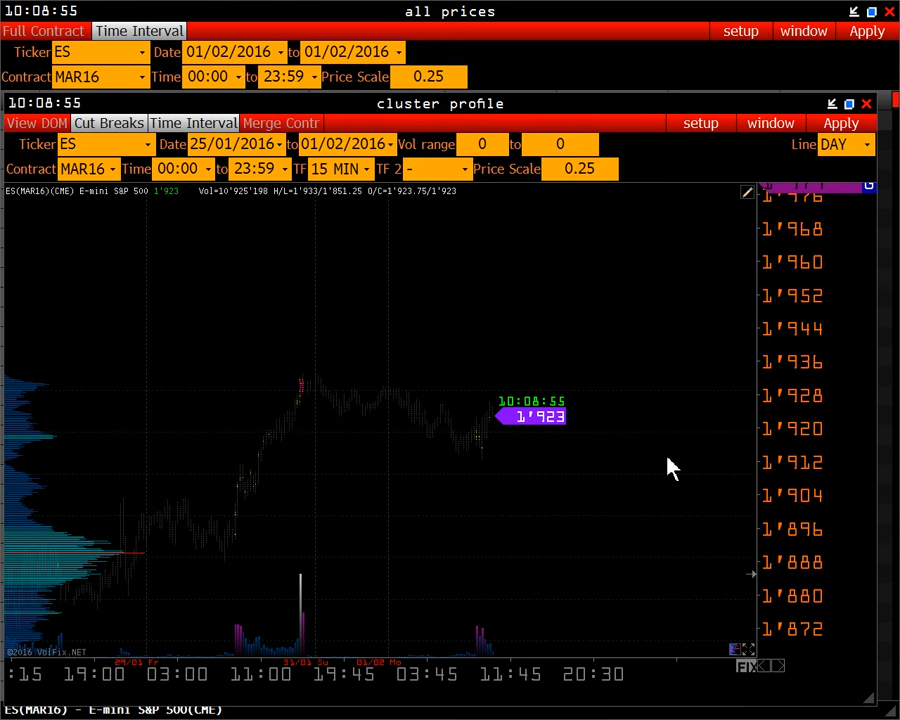 10:08:55 all prices
Full Contract Time Interval setup window Apply
Ticker ES Date 01/02/2016 to 01/02/2016
Contract MAR16 Time 00:00 to 23:59 Price Scale 0.25
10:08:55 cluster profile
View DOM Cut Breaks Time Interval Merge Contr setup window Apply
Ticker ES Date 25/01/2016 to 01/02/2016 Vol range 0 to 0 Line DAY
Contract MAR16 Time 00:00 to 23:59 TF 15 MIN TF 2 - Price Scale 0.25
ES(MAR16)(CME) E-mini S&P 500 1'923 Vol=10'925'198 H/L=1'933/1'851.25 O/C=1'923.75/1'923
G
1'976
1'968
1'960
1'952
1'944
1'936
1'928
10:08:55
1'923
1'920
1'912
1'904
1'896
1'888
1'880
1'872
©2016 VolFix.NET
29/01 Fr 31/01 Su 01/02 Mo
FIX
:15 19:00 03:00 11:00 19:45 03:45 11:45 20:30
ES(MAR16) - E-mini S&P 500(CME)